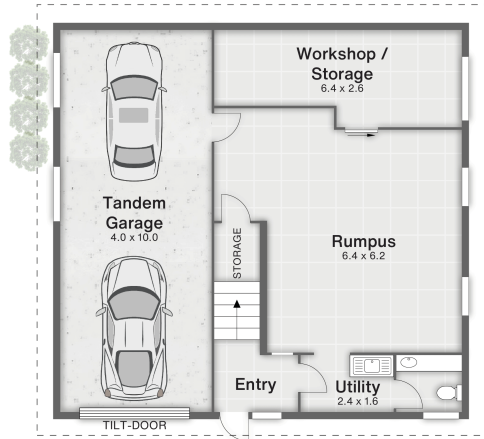 Workshop /
Storage
6.4 x 2.6
Tandem
Garage
4.0 x 10.0
STORAGE
Rumpus
6.4 x 6.2
Entry
Utility
2.4 x 1.6
TILT-DOOR